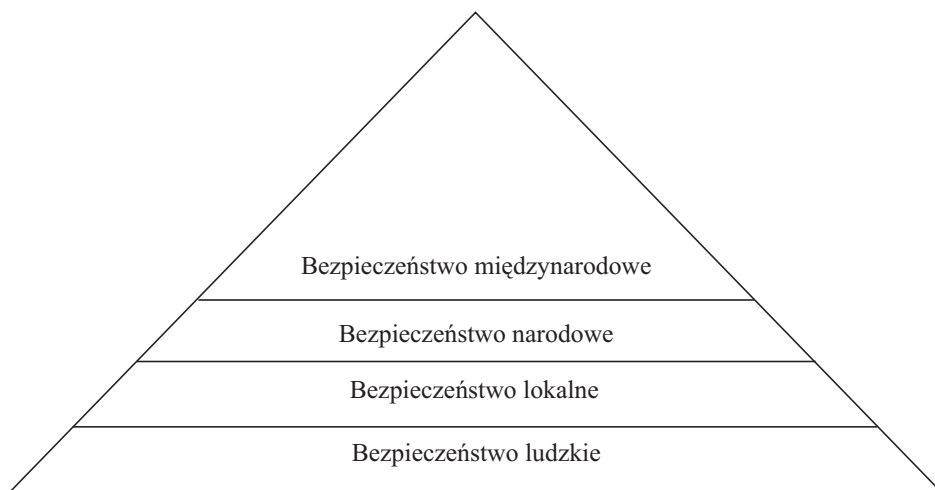 Bezpieczeństwo międzynarodowe
Bezpieczeństwo narodowe
Bezpieczeństwo lokalne
Bezpieczeństwo ludzkie